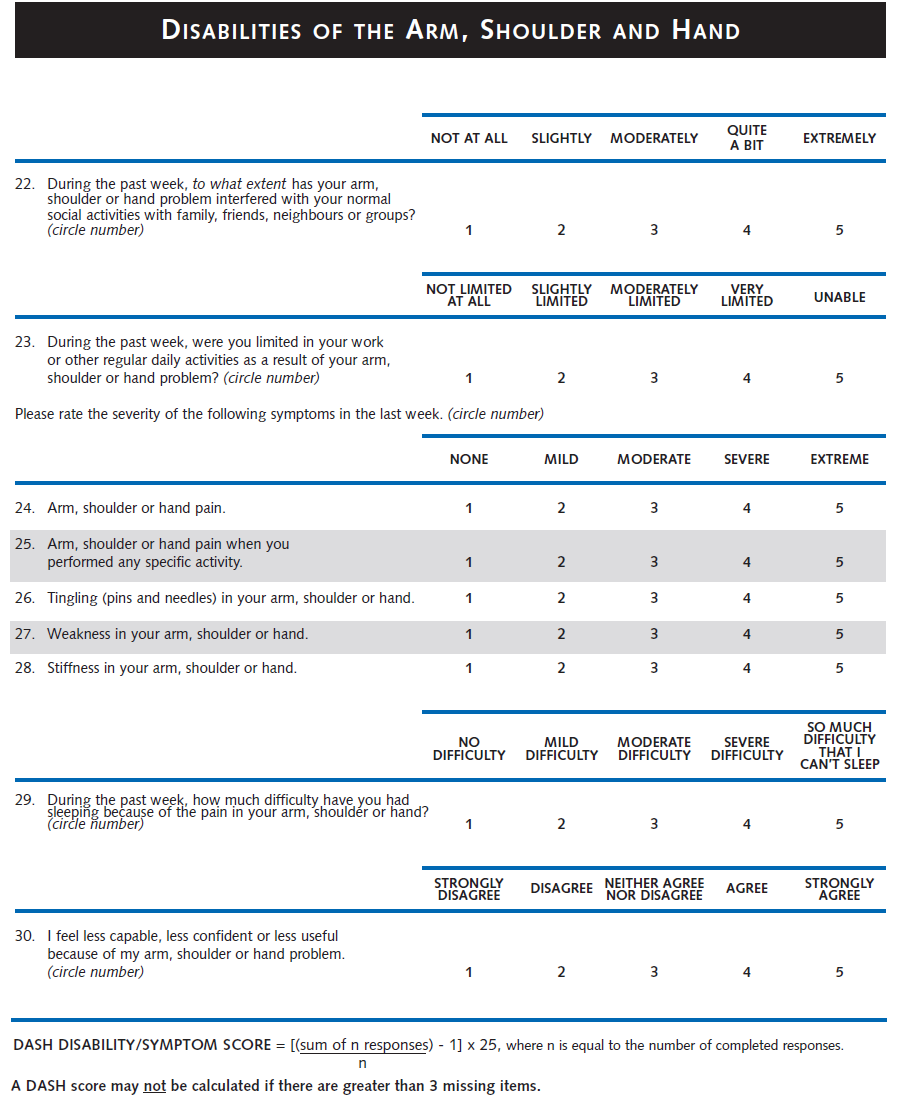 DISABILITIES OF THE ARM, SHOULDER AND HAND
NOT AT ALL SLIGHTLY MODERATELY QUITE A BIT EXTREMELY
22. During the past week, to what extent has your arm,
shoulder or hand problem interfered with your normal
social activities with family, friends, neighbours or groups?
(circle number) 1 2 3 4 5
NOT LIMITED AT ALL SLIGHTLY LIMITED MODERATELY LIMITED VERY LIMITED UNABLE
23. During the past week, were you limited in your work
or other regular daily activities as a result of your arm,
shoulder or hand problem? (circle number) 1 2 3 4 5
Please rate the severity of the following symptoms in the last week. (circle number)
NONE MILD MODERATE SEVERE EXTREME
24. Arm, shoulder or hand pain. 1 2 3 4 5
25. Arm, shoulder or hand pain when you
performed any specific activity. 1 2 3 4 5
26. Tingling (pins and needles) in your arm, shoulder or hand. 1 2 3 4 5
27. Weakness in your arm, shoulder or hand. 1 2 3 4 5
28. Stiffness in your arm, shoulder or hand. 1 2 3 4 5
NO DIFFICULTY MILD DIFFICULTY MODERATE DIFFICULTY SEVERE DIFFICULTY SO MUCH DIFFICULTY THAT I CAN'T SLEEP
29. During the past week, how much difficulty have you had
sleeping because of the pain in your arm, shoulder or hand?
(circle number) 1 2 3 4 5
STRONGLY DISAGREE DISAGREE NEITHER AGREE NOR DISAGREE AGREE STRONGLY AGREE
30. I feel less capable, less confident or less useful
because of my arm, shoulder or hand problem.
(circle number) 1 2 3 4 5
DASH DISABILITY/SYMPTOM SCORE = [(sum of n responses) - 1] x 25, where n is equal to the number of completed responses.
n
A DASH score may not be calculated if there are greater than 3 missing items.